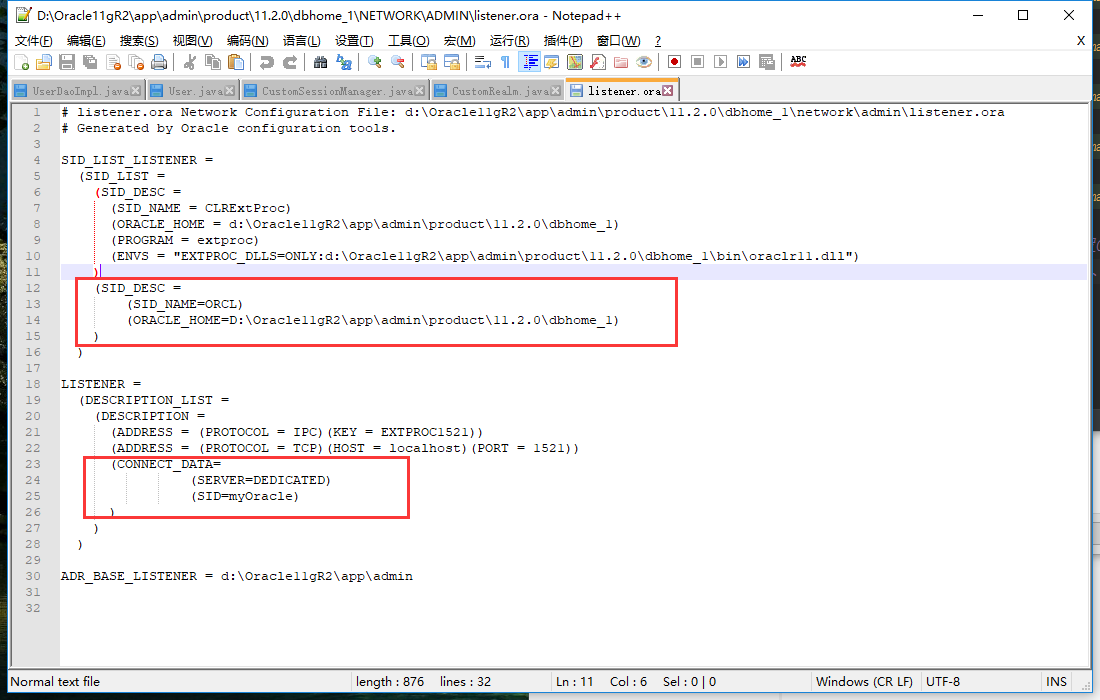 D:\Oracle11gR2\app\admin\product\11.2.0\dbhome_1\NETWORK\ADMIN\listener.ora - Notepad++
文件(F) 编辑(E) 搜索(S) 视图(V) 编码(N) 语言(L) 设置(T) 工具(O) 宏(M) 运行(R) 插件(P) 窗口(W) ? X
ABC
UserDaoImpl.java User.java CustomSessionManager.java CustomRealm.java listener.ora
1 # listener.ora Network Configuration File: d:\Oracle11gR2\app\admin\product\11.2.0\dbhome_1\network\admin\listener.ora
2 # Generated by Oracle configuration tools.
3
4 SID_LIST_LISTENER =
5 (SID_LIST =
6 (SID_DESC =
7 (SID_NAME = CLRExtProc)
8 (ORACLE_HOME = d:\Oracle11gR2\app\admin\product\11.2.0\dbhome_1)
9 (PROGRAM = extproc)
10 (ENVS = "EXTPROC_DLLS=ONLY:d:\Oracle11gR2\app\admin\product\11.2.0\dbhome_1\bin\oraclr11.dll")
11 )
12 (SID_DESC =
13 (SID_NAME=ORCL)
14 (ORACLE_HOME=D:\Oracle11gR2\app\admin\product\11.2.0\dbhome_1)
15 )
16 )
17
18 LISTENER =
19 (DESCRIPTION_LIST =
20 (DESCRIPTION =
21 (ADDRESS = (PROTOCOL = IPC)(KEY = EXTPROC1521))
22 (ADDRESS = (PROTOCOL = TCP)(HOST = localhost)(PORT = 1521))
23 (CONNECT_DATA=
24 (SERVER=DEDICATED)
25 (SID=myOracle)
26 )
27 )
28 )
29
30 ADR_BASE_LISTENER = d:\Oracle11gR2\app\admin
31
32
Normal text file length : 876 lines : 32 Ln : 11 Col : 6 Sel : 0 | 0 Windows (CR LF) UTF-8 INS